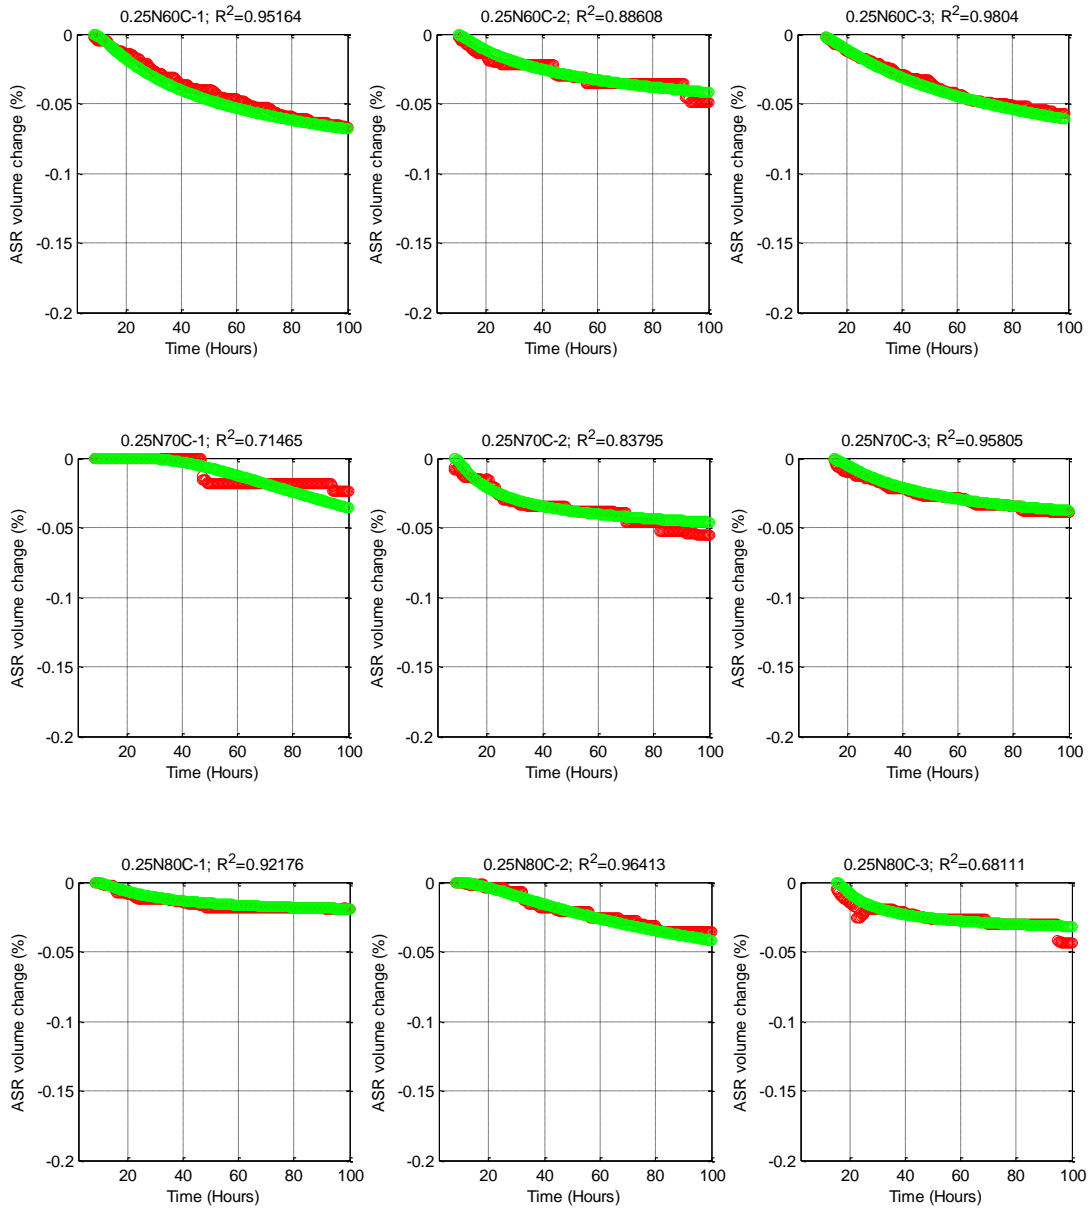 0.25N60C-1; R²=0.95164
0
-0.05
-0.1
-0.15
-0.2
20 40 60 80 100
Time (Hours)
ASR volume change (%)
0.25N60C-2; R²=0.88608
0
-0.05
-0.1
-0.15
-0.2
20 40 60 80 100
Time (Hours)
ASR volume change (%)
0.25N60C-3; R²=0.9804
0
-0.05
-0.1
-0.15
-0.2
20 40 60 80 100
Time (Hours)
ASR volume change (%)
0.25N70C-1; R²=0.71465
0
-0.05
-0.1
-0.15
-0.2
20 40 60 80 100
Time (Hours)
ASR volume change (%)
0.25N70C-2; R²=0.83795
0
-0.05
-0.1
-0.15
-0.2
20 40 60 80 100
Time (Hours)
ASR volume change (%)
0.25N70C-3; R²=0.95805
0
-0.05
-0.1
-0.15
-0.2
20 40 60 80 100
Time (Hours)
ASR volume change (%)
0.25N80C-1; R²=0.92176
0
-0.05
-0.1
-0.15
-0.2
20 40 60 80 100
Time (Hours)
ASR volume change (%)
0.25N80C-2; R²=0.96413
0
-0.05
-0.1
-0.15
-0.2
20 40 60 80 100
Time (Hours)
ASR volume change (%)
0.25N80C-3; R²=0.68111
0
-0.05
-0.1
-0.15
-0.2
20 40 60 80 100
Time (Hours)
ASR volume change (%)